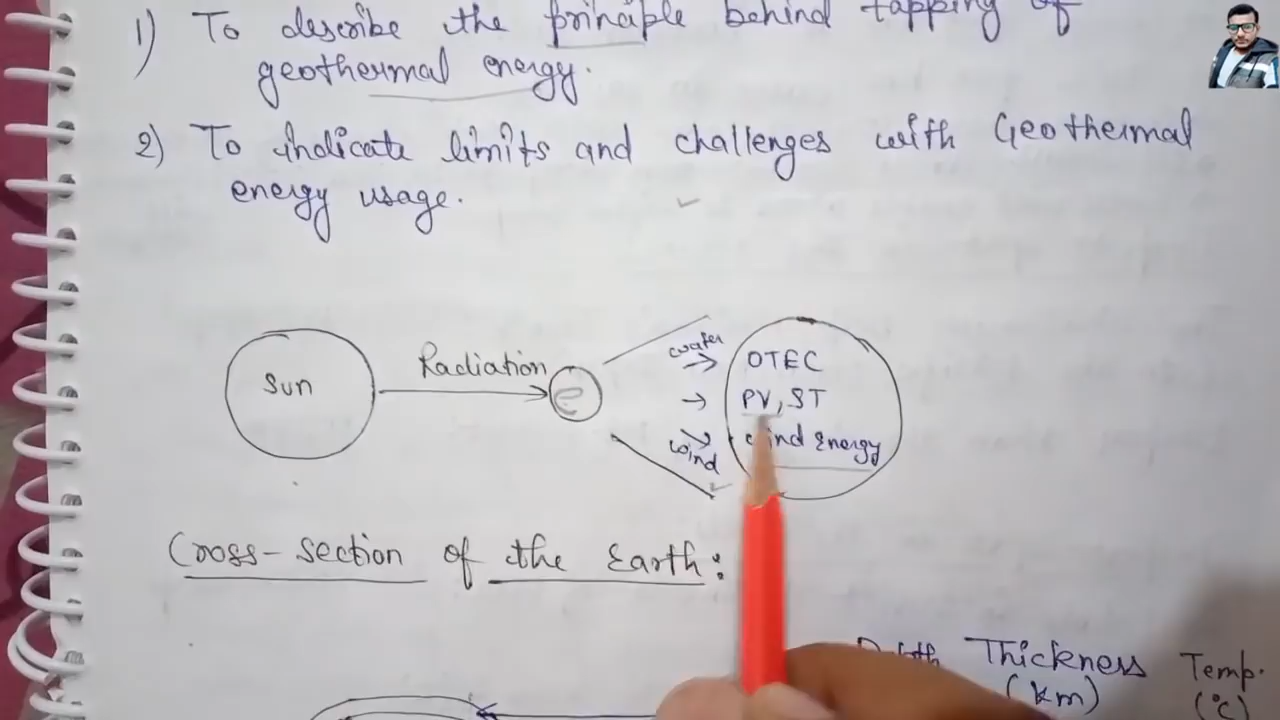 1) To describe the principle behind tapping of
geothermal energy.
2) To indicate limits and challenges with Geothermal
energy usage.
Sun
Radiation
e
water
OTEC
PV, ST
wind
wind Energy
Cross-section of the Earth:
Depth Thickness Temp.
(km) (°C)